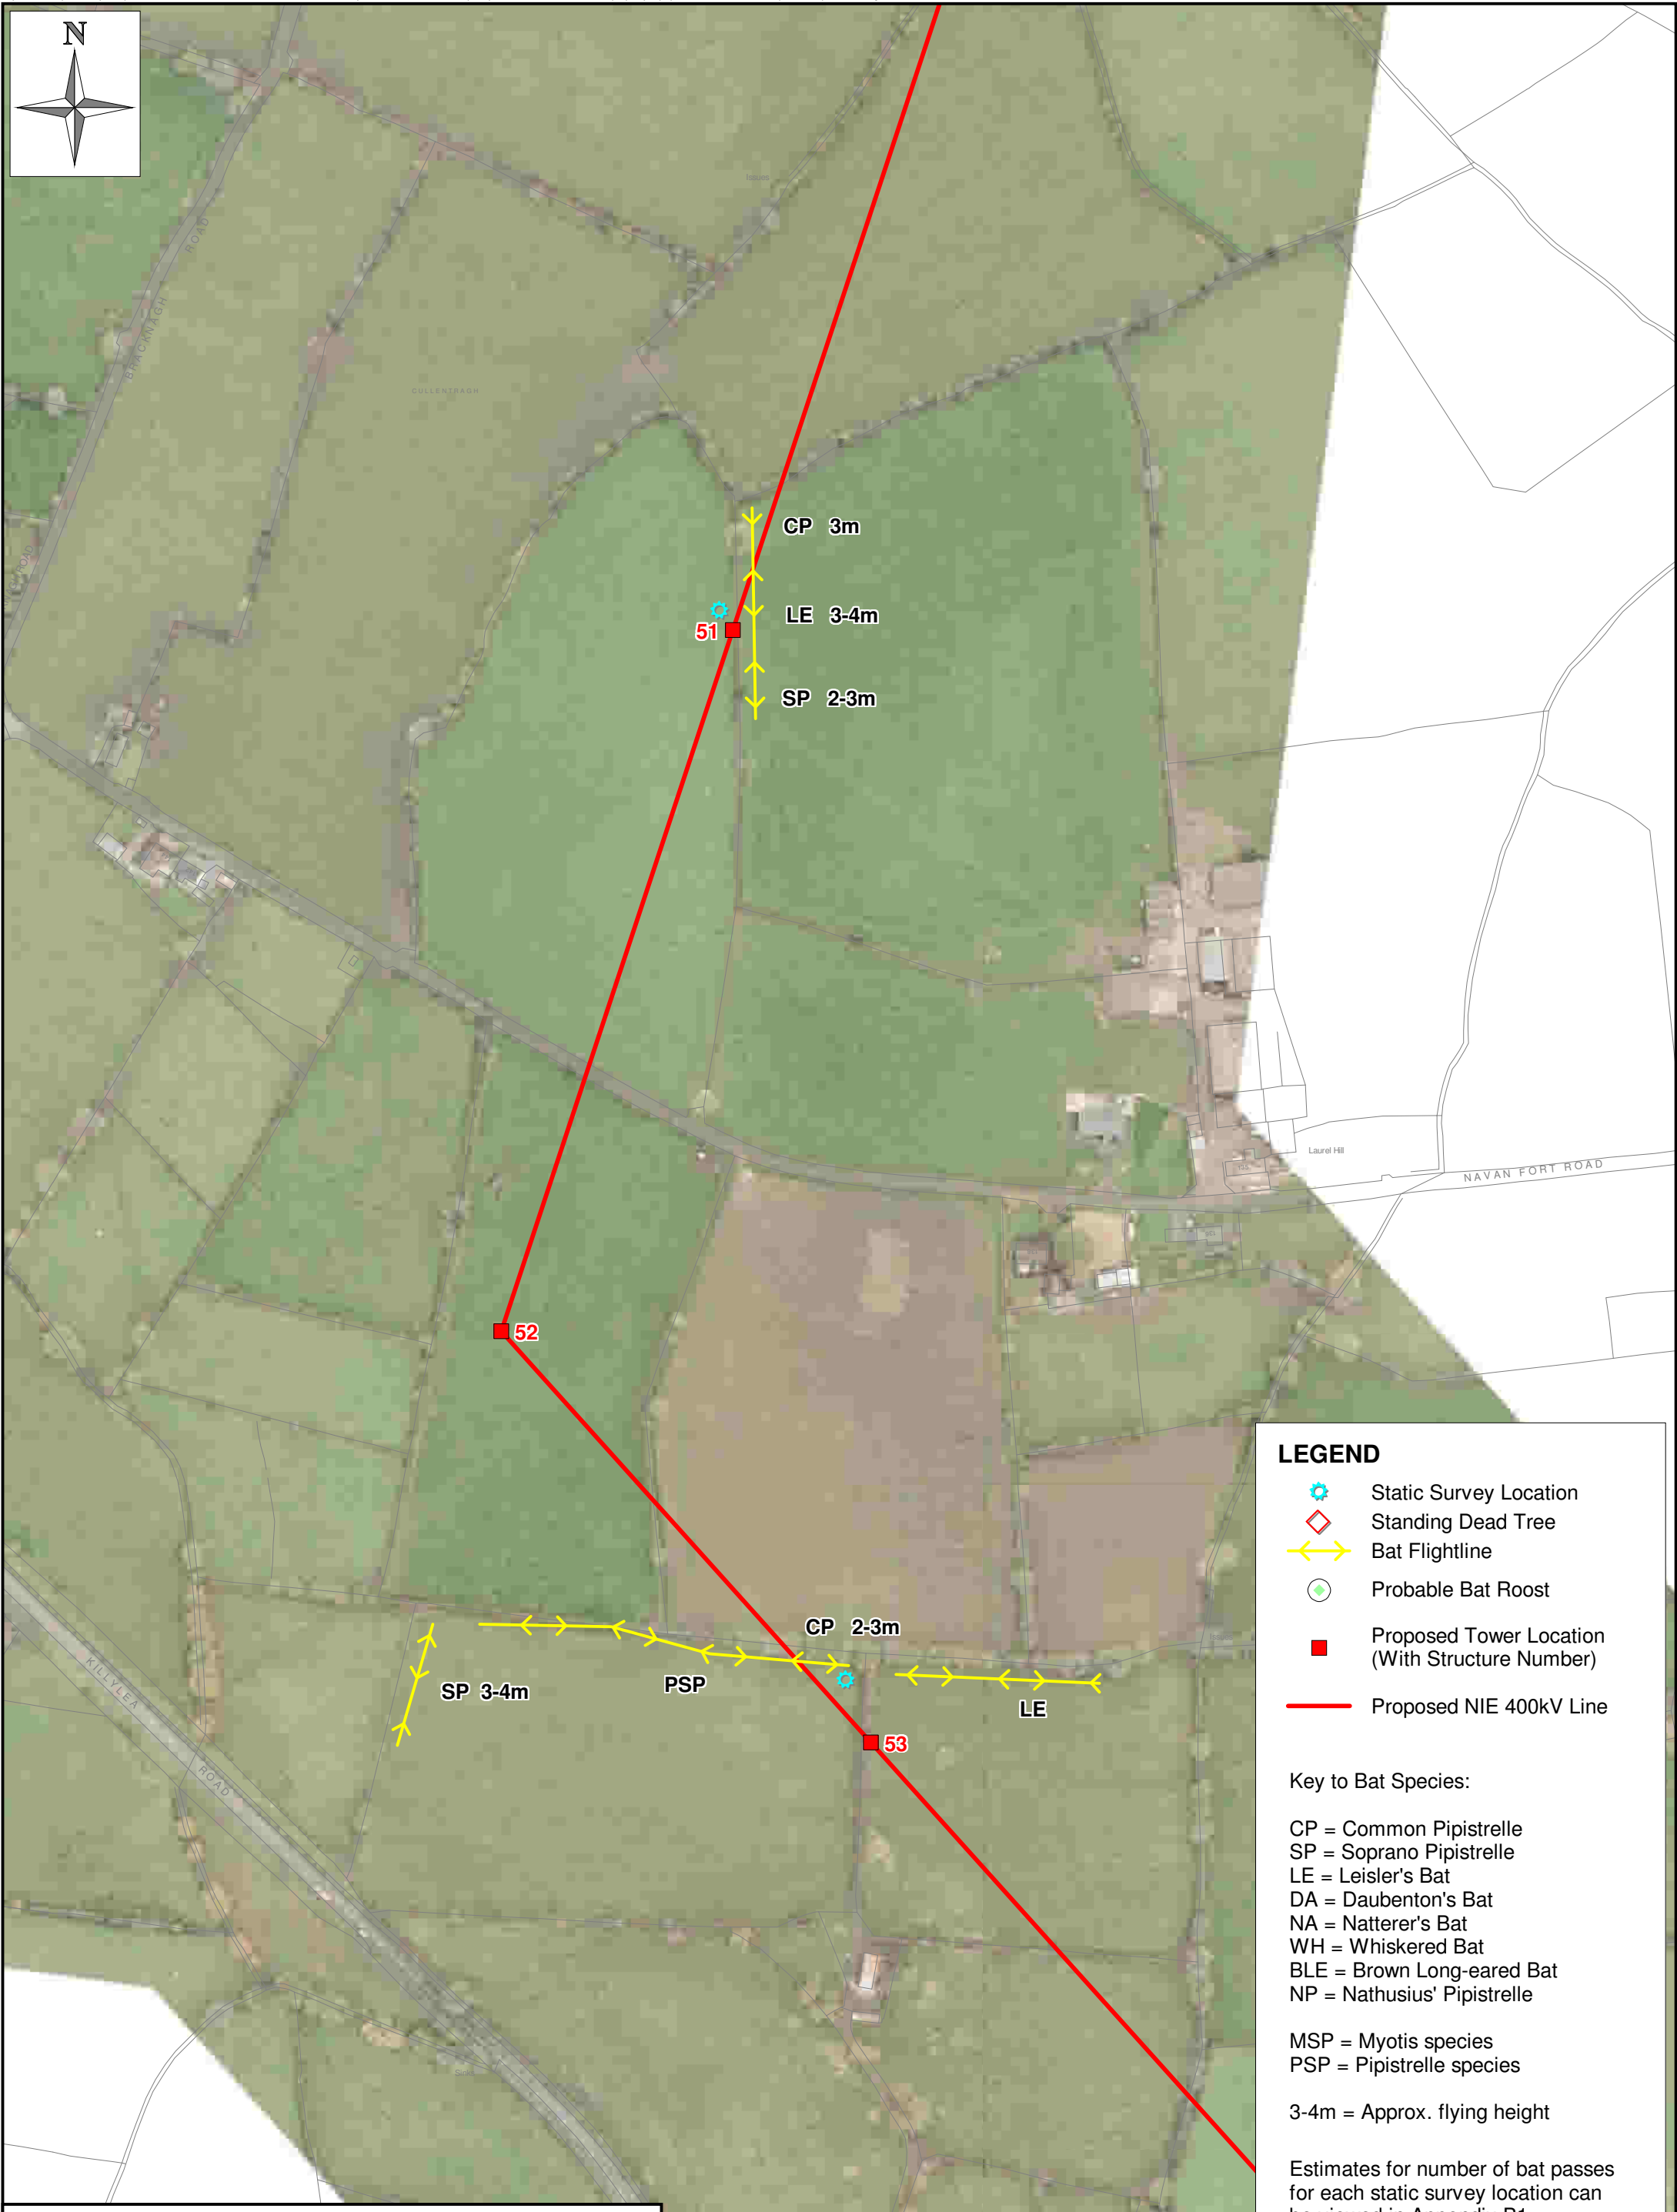 N
ROAD
BRACKNAGH
CULLENTRAGH
CP 3m
LE 3-4m
51
SP 2-3m
Laurel Hill
NAVAN FORT ROAD
52
CP 2-3m
PSP
SP 3-4m
LE
53
KILLYLEA
ROAD
LEGEND
Static Survey Location
Standing Dead Tree
Bat Flightline
Probable Bat Roost
Proposed Tower Location
(With Structure Number)
Proposed NIE 400kV Line
Key to Bat Species:
CP = Common Pipistrelle
SP = Soprano Pipistrelle
LE = Leisler's Bat
DA = Daubenton's Bat
NA = Natterer's Bat
WH = Whiskered Bat
BLE = Brown Long-eared Bat
NP = Nathusius' Pipistrelle
MSP = Myotis species
PSP = Pipistrelle species
3-4m = Approx. flying height
Estimates for number of bat passes
for each static survey location can